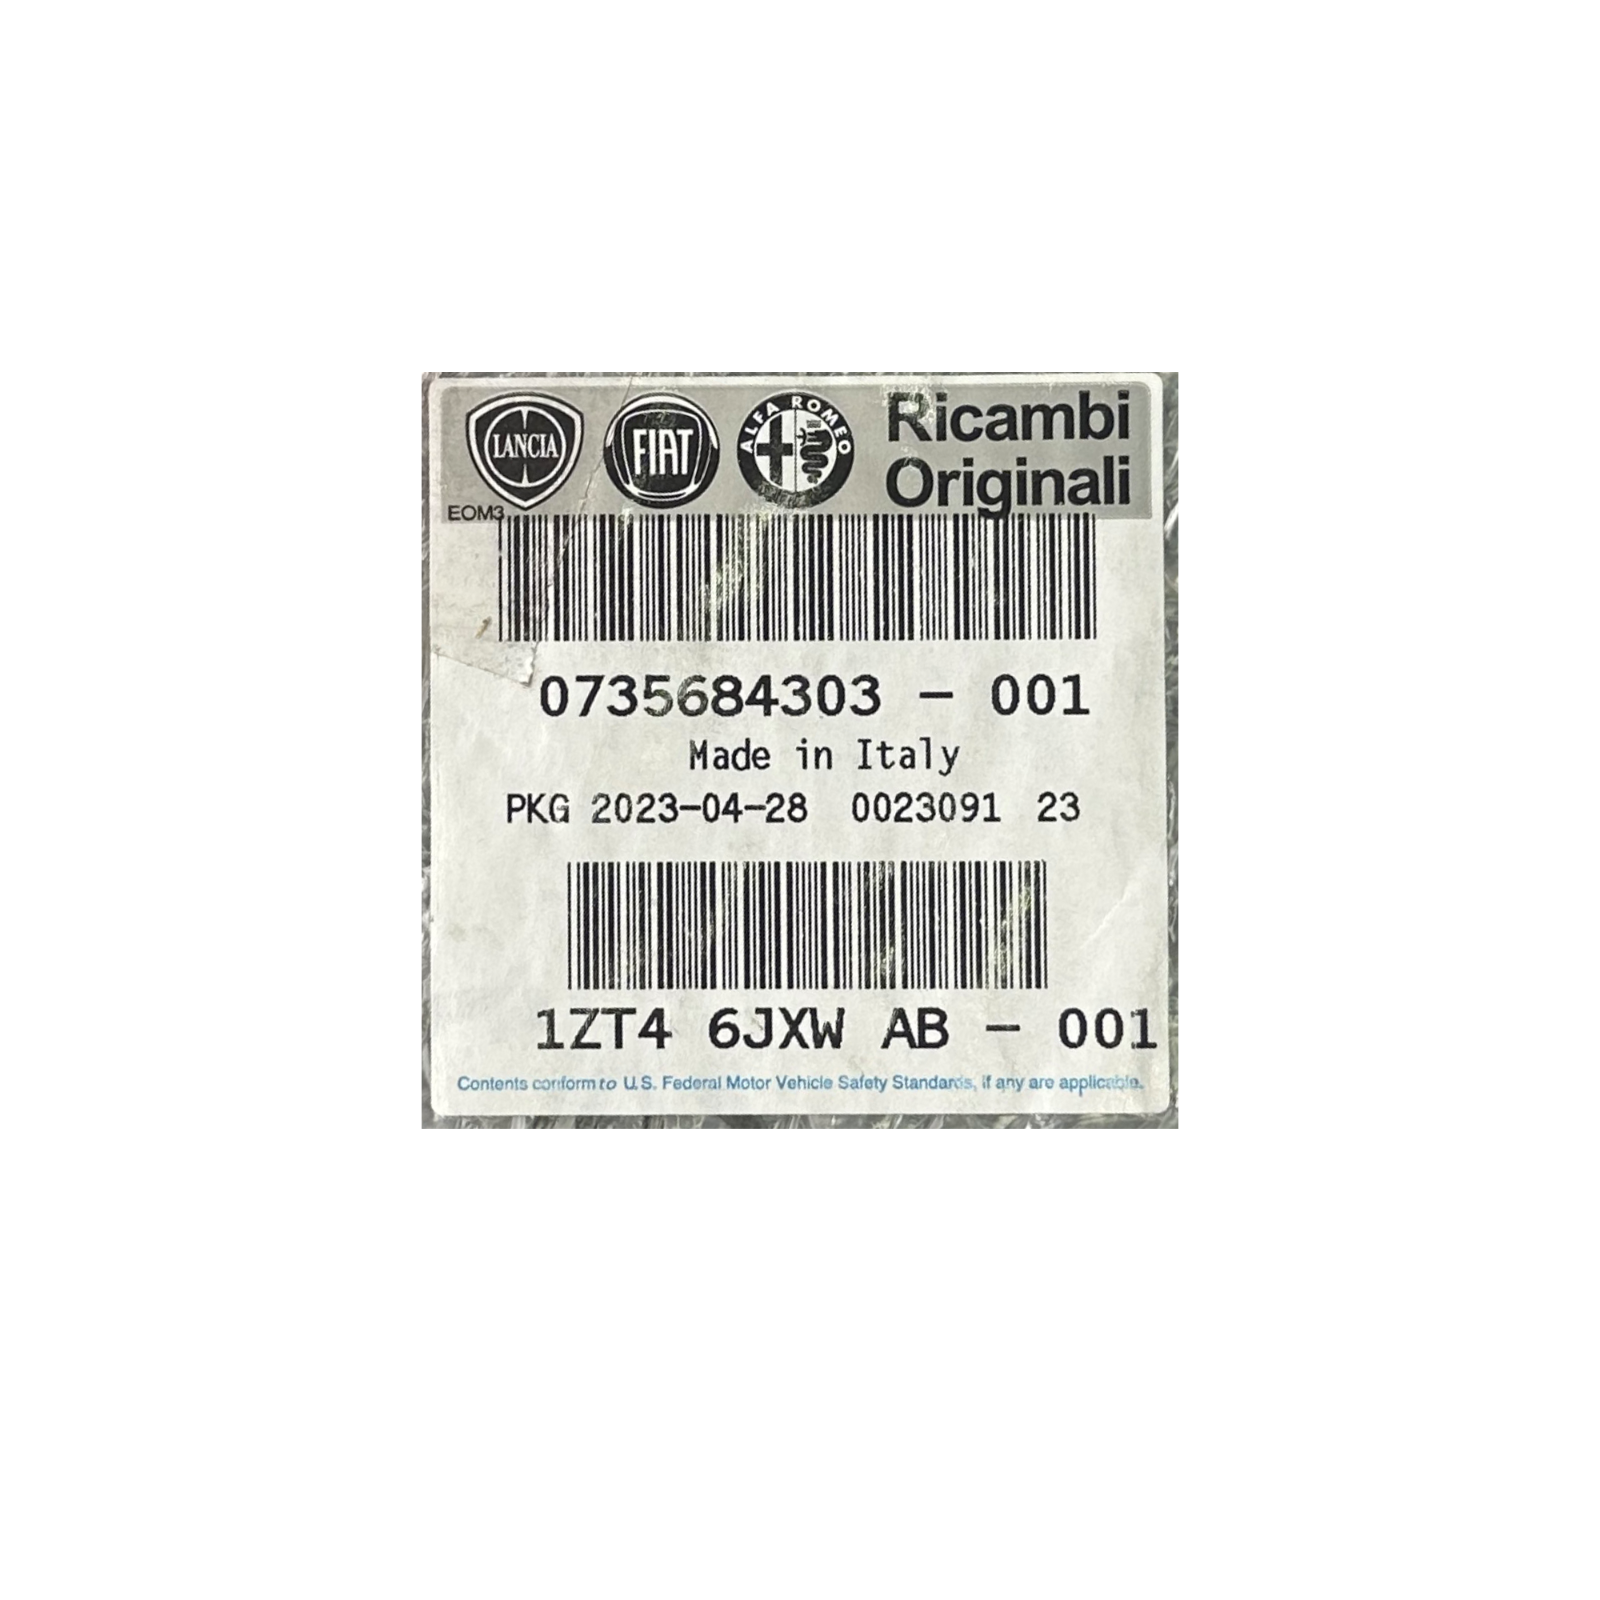 LANCIA FIAT ALFA ROMEO Ricambi
Originali
EOM3
0735684303 - 001
Made in Italy
PKG 2023-04-28 0023091 23
1ZT4 6JXW AB - 001
Contents conform to U.S. Federal Motor Vehicle Safety Standards, if any are applicable.